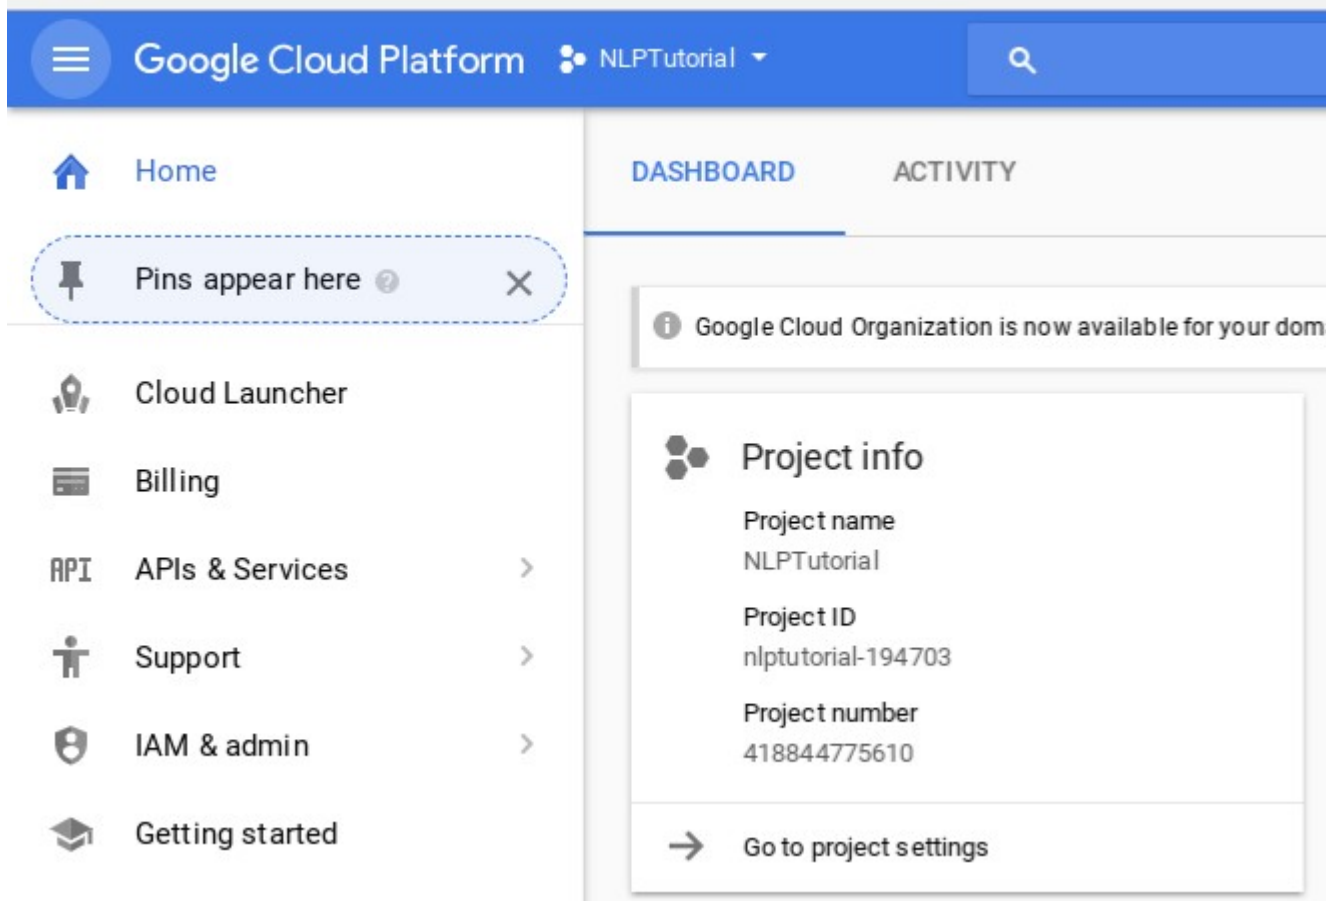 Google Cloud Platform NLPTutorial
Home
Pins appear here ?
Cloud Launcher
Billing
API APIs & Services
Support
IAM & admin
Getting started
DASHBOARD ACTIVITY
Google Cloud Organization is now available for your dom
Project info
Project name
NLPTutorial
Project ID
nlptutorial-194703
Project number
418844775610
Go to project settings